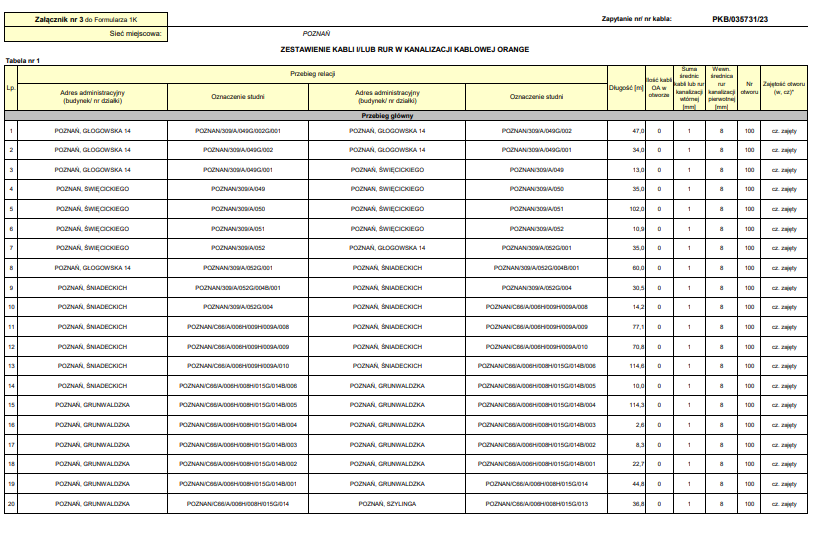 Załącznik nr 3 do Formularza 1K
Zapytanie nr/ nr kabla: PKB/035731/23
Sieć miejscowa: POZNAŃ
ZESTAWIENIE KABLI I/LUB RUR W KANALIZACJI KABLOWEJ ORANGE
Tabela nr 1
Lp. Przebieg relacji Długość [m] Ilość kabli OA w otworze Suma średnic kabli lub rur kanalizacji wtórnej [mm] Wewn. średnica rur kanalizacji pierwotnej [mm] Nr otworu Zajętość otworu (w, cz)*
Adres administracyjny (budynek/ nr działki) Oznaczenie studni Adres administracyjny (budynek/ nr działki) Oznaczenie studni
Przebieg główny
1 POZNAŃ, GŁOGOWSKA 14 POZNAN/309/A/049G/002G/001 POZNAŃ, GŁOGOWSKA 14 POZNAN/309/A/049G/002 47,0 0 1 8 100 cz. zajęty
2 POZNAŃ, GŁOGOWSKA 14 POZNAN/309/A/049G/002 POZNAŃ, GŁOGOWSKA 14 POZNAN/309/A/049G/001 34,0 0 1 8 100 cz. zajęty
3 POZNAŃ, GŁOGOWSKA 14 POZNAN/309/A/049G/001 POZNAŃ, ŚWIĘCICKIEGO POZNAN/309/A/049 13,0 0 1 8 100 cz. zajęty
4 POZNAŃ, ŚWIĘCICKIEGO POZNAN/309/A/049 POZNAŃ, ŚWIĘCICKIEGO POZNAN/309/A/050 35,0 0 1 8 100 cz. zajęty
5 POZNAŃ, ŚWIĘCICKIEGO POZNAN/309/A/050 POZNAŃ, ŚWIĘCICKIEGO POZNAN/309/A/051 102,0 0 1 8 100 cz. zajęty
6 POZNAŃ, ŚWIĘCICKIEGO POZNAN/309/A/051 POZNAŃ, ŚWIĘCICKIEGO POZNAN/309/A/052 10,9 0 1 8 100 cz. zajęty
7 POZNAŃ, ŚWIĘCICKIEGO POZNAN/309/A/052 POZNAŃ, GŁOGOWSKA 14 POZNAN/309/A/052G/001 35,0 0 1 8 100 cz. zajęty
8 POZNAŃ, GŁOGOWSKA 14 POZNAN/309/A/052G/001 POZNAŃ, ŚNIADECKICH POZNAN/309/A/052G/004B/001 60,0 0 1 8 100 cz. zajęty
9 POZNAŃ, ŚNIADECKICH POZNAN/309/A/052G/004B/001 POZNAŃ, ŚNIADECKICH POZNAN/309/A/052G/004 30,5 0 1 8 100 cz. zajęty
10 POZNAŃ, ŚNIADECKICH POZNAN/309/A/052G/004 POZNAŃ, ŚNIADECKICH POZNAN/C66/A/006H/009H/009A/008 14,2 0 1 8 100 cz. zajęty
11 POZNAŃ, ŚNIADECKICH POZNAN/C66/A/006H/009H/009A/008 POZNAŃ, ŚNIADECKICH POZNAN/C66/A/006H/009H/009A/009 77,1 0 1 8 100 cz. zajęty
12 POZNAŃ, ŚNIADECKICH POZNAN/C66/A/006H/009H/009A/009 POZNAŃ, ŚNIADECKICH POZNAN/C66/A/006H/009H/009A/010 70,8 0 1 8 100 cz. zajęty
13 POZNAŃ, ŚNIADECKICH POZNAN/C66/A/006H/009H/009A/010 POZNAŃ, ŚNIADECKICH POZNAN/C66/A/006H/008H/015G/014B/006 114,6 0 1 8 100 cz. zajęty
14 POZNAŃ, ŚNIADECKICH POZNAN/C66/A/006H/008H/015G/014B/006 POZNAŃ, GRUNWALDZKA POZNAN/C66/A/006H/008H/015G/014B/005 10,0 0 1 8 100 cz. zajęty
15 POZNAŃ, GRUNWALDZKA POZNAN/C66/A/006H/008H/015G/014B/005 POZNAŃ, GRUNWALDZKA POZNAN/C66/A/006H/008H/015G/014B/004 114,3 0 1 8 100 cz. zajęty
16 POZNAŃ, GRUNWALDZKA POZNAN/C66/A/006H/008H/015G/014B/004 POZNAŃ, GRUNWALDZKA POZNAN/C66/A/006H/008H/015G/014B/003 2,6 0 1 8 100 cz. zajęty
17 POZNAŃ, GRUNWALDZKA POZNAN/C66/A/006H/008H/015G/014B/003 POZNAŃ, GRUNWALDZKA POZNAN/C66/A/006H/008H/015G/014B/002 8,3 0 1 8 100 cz. zajęty
18 POZNAŃ, GRUNWALDZKA POZNAN/C66/A/006H/008H/015G/014B/002 POZNAŃ, GRUNWALDZKA POZNAN/C66/A/006H/008H/015G/014B/001 22,7 0 1 8 100 cz. zajęty
19 POZNAŃ, GRUNWALDZKA POZNAN/C66/A/006H/008H/015G/014B/001 POZNAŃ, GRUNWALDZKA POZNAN/C66/A/006H/008H/015G/014 44,8 0 1 8 100 cz. zajęty
20 POZNAŃ, GRUNWALDZKA POZNAN/C66/A/006H/008H/015G/014 POZNAŃ, SZYLINGA POZNAN/C66/A/006H/008H/015G/013 36,8 0 1 8 100 cz. zajęty